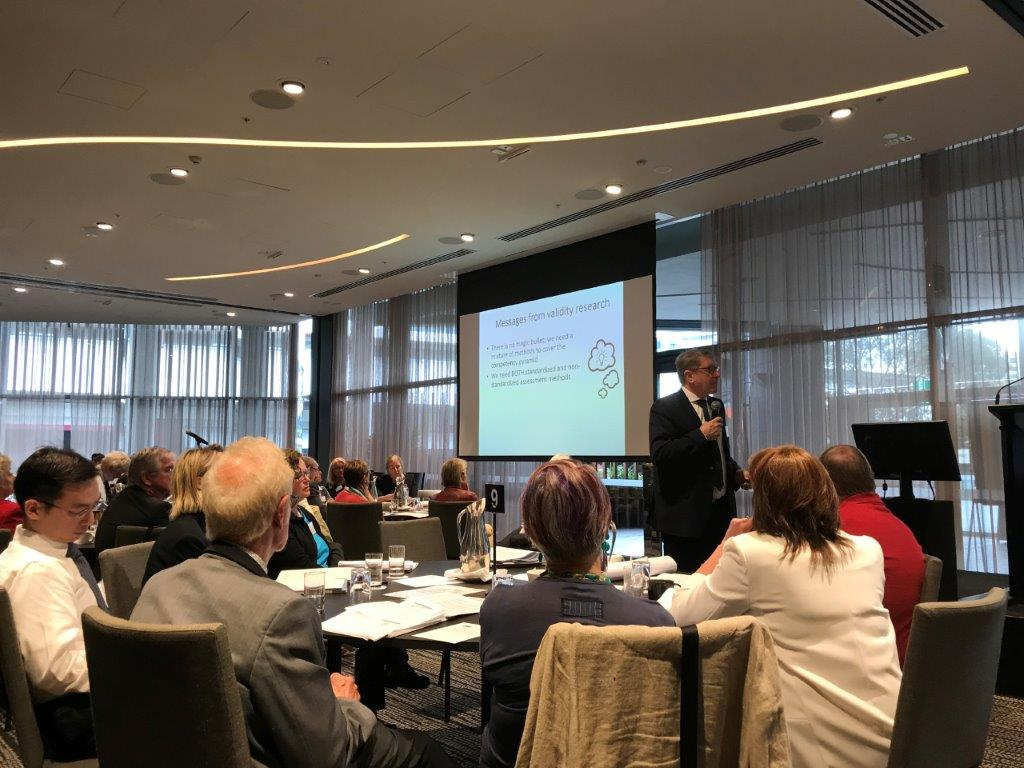 Messages from validity research
• There is no magic bullet, we need a
mixture of methods to cover the
competency pyramid
• We need BOTH standardized and non-
standardized assessment methods
9